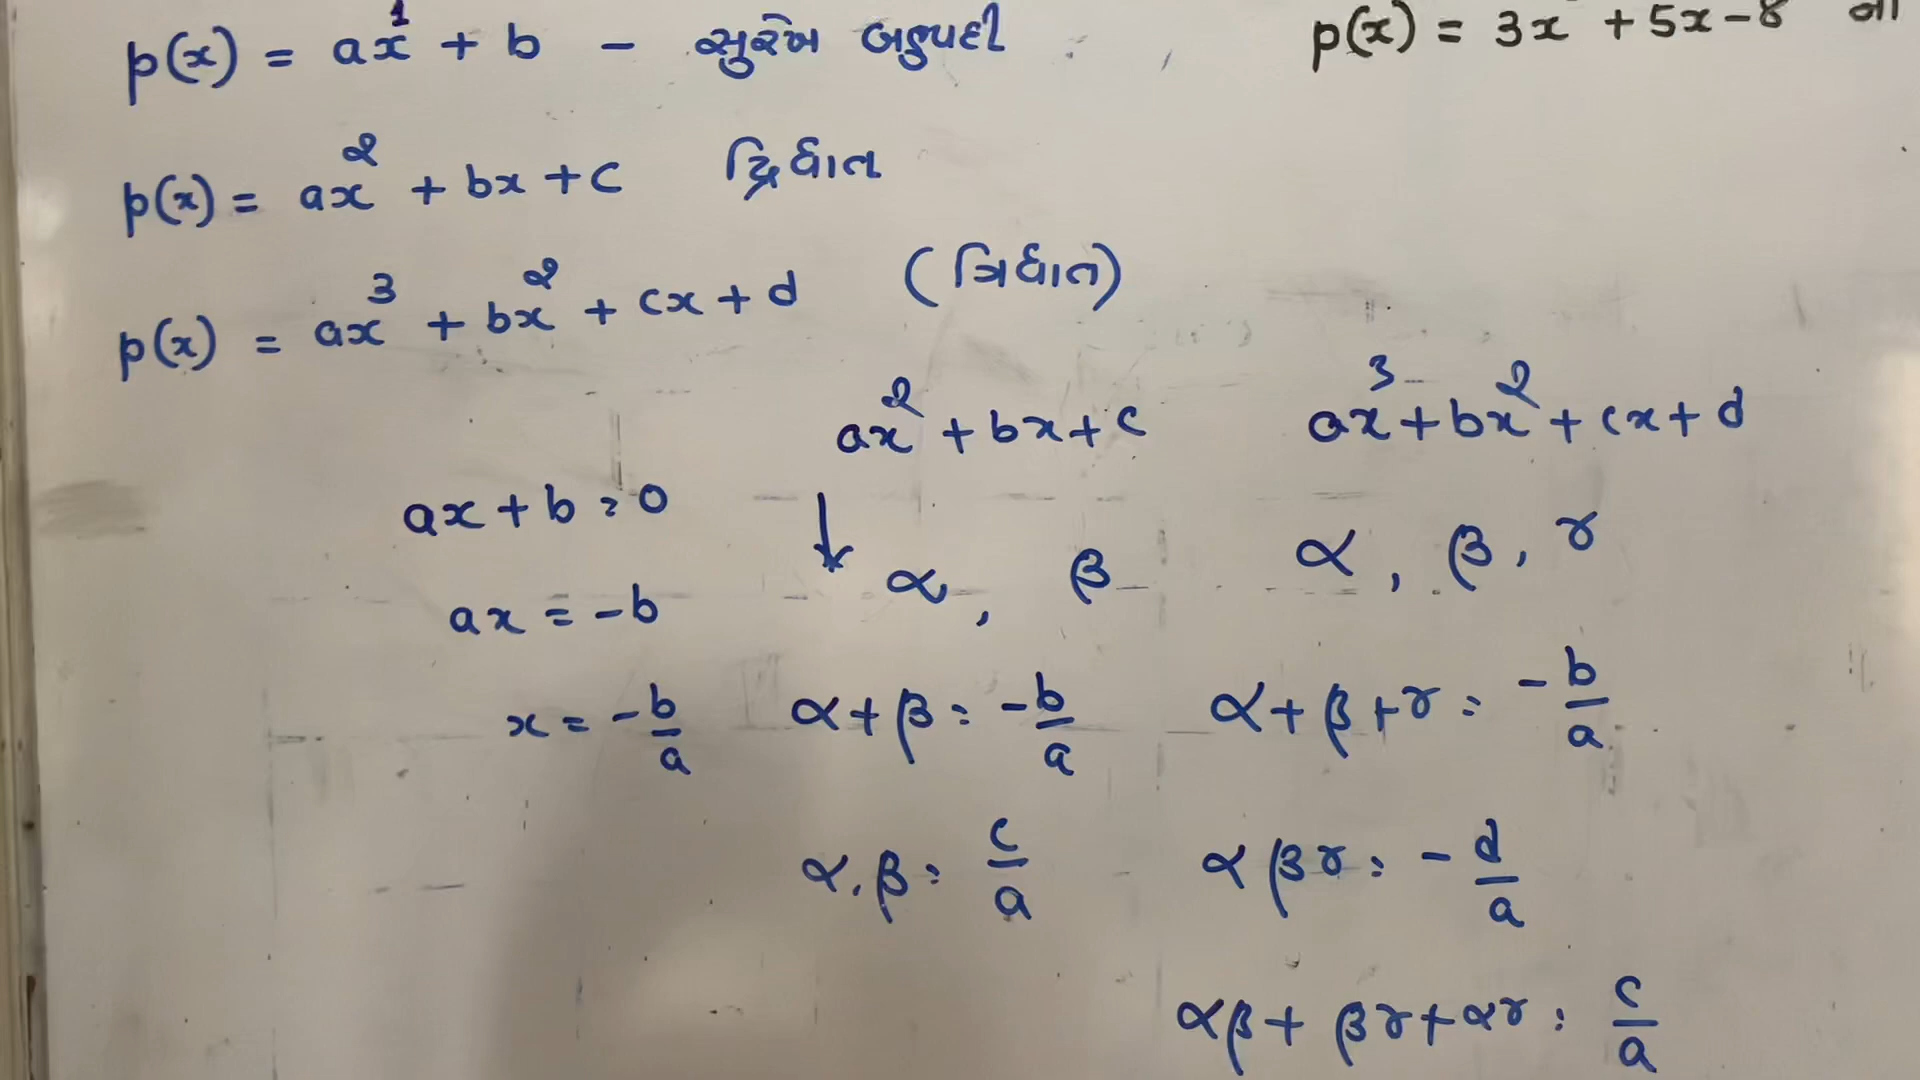 p(x) = ax¹ + b – સુરેખ બહુપદી
p(x) = 3x + 5x – 8 ના
p(x) = ax² + bx + c દ્વિઘાત
p(x) = ax³ + bx² + cx + d (ત્રિઘાત)
ax² + bx + c
ax³ + bx² + cx + d
ax + b = 0
↓ α, β
α, β, γ
ax = -b
x = -b/a
α + β = -b/a
α + β + γ = -b/a
α.β = c/a
αβγ = -d/a
αβ + βγ + αγ = c/a